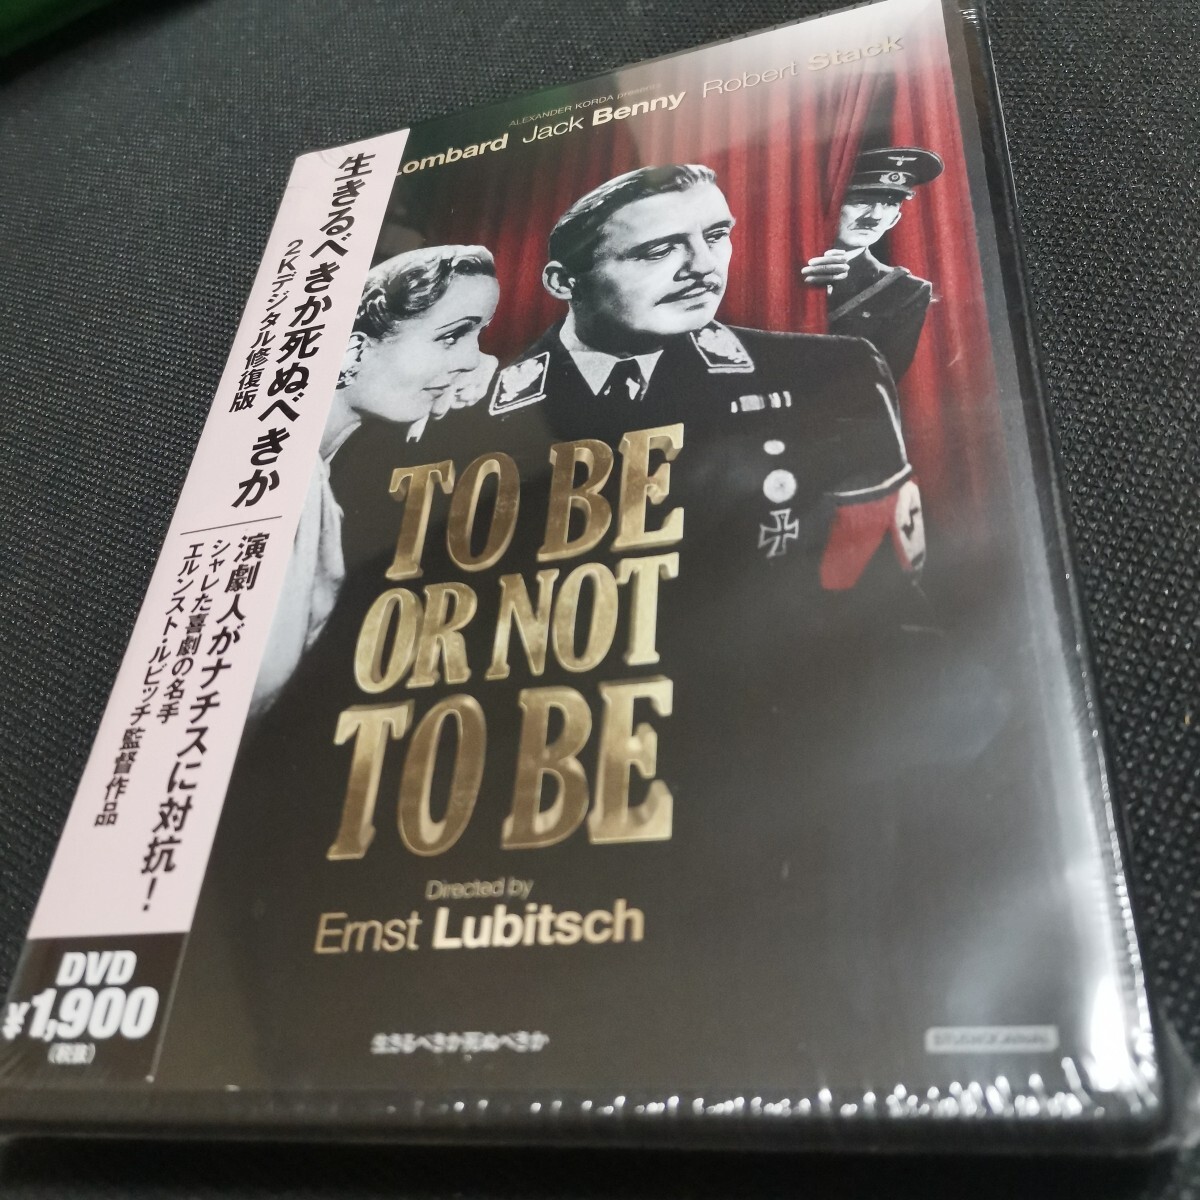 ALEXANDER KORDA presents
Lombard Jack Benny Robert Stack
生きるべきか死ぬべきか
2Kデジタル修復版
演劇人がナチスに対抗!
シャレた喜劇の名手
エルンスト・ルビッチ監督作品
TO BE
OR NOT
TO BE
Directed by
Ernst Lubitsch
DVD
¥1,900
(税抜)
生きるべきか死ぬべきか
STUDIOCANAL